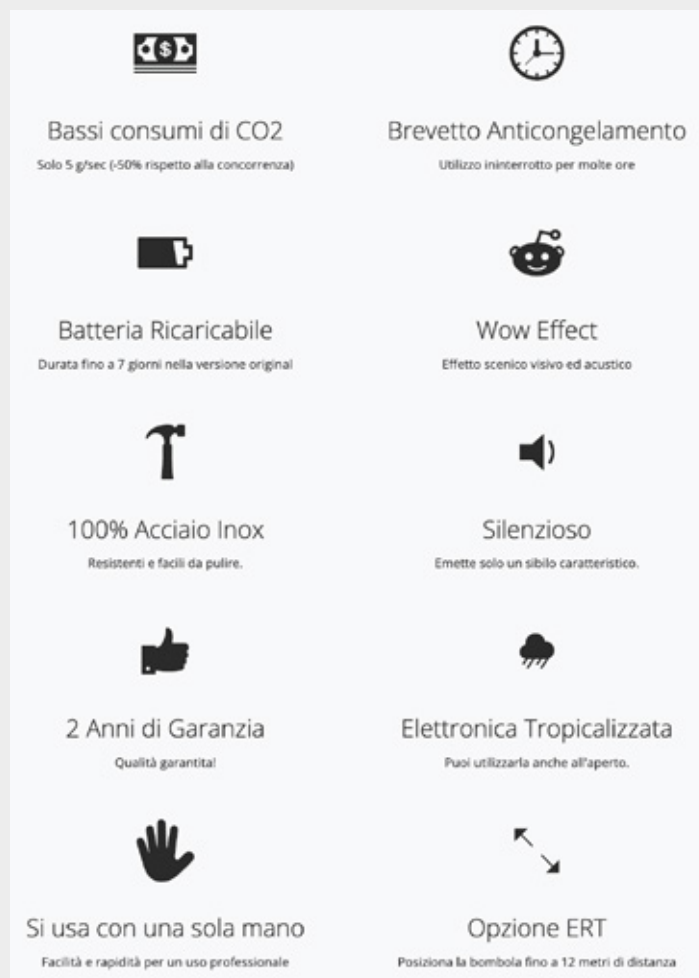 Bassi consumi di CO2
Solo 5 g/sec (-50% rispetto alla concorrenza)
Brevetto Anticongelamento
Utilizzo ininterrotto per molte ore
Batteria Ricaricabile
Durata fino a 7 giorni nella versione original
Wow Effect
Effetto scenico visivo ed acustico
100% Acciaio Inox
Resistenti e facili da pulire.
Silenzioso
Emette solo un sibilo caratteristico.
2 Anni di Garanzia
Qualità garantita!
Elettronica Tropicalizzata
Puoi utilizzarla anche all'aperto.
Si usa con una sola mano
Facilità e rapidità per un uso professionale
Opzione ERT
Posiziona la bombola fino a 12 metri di distanza